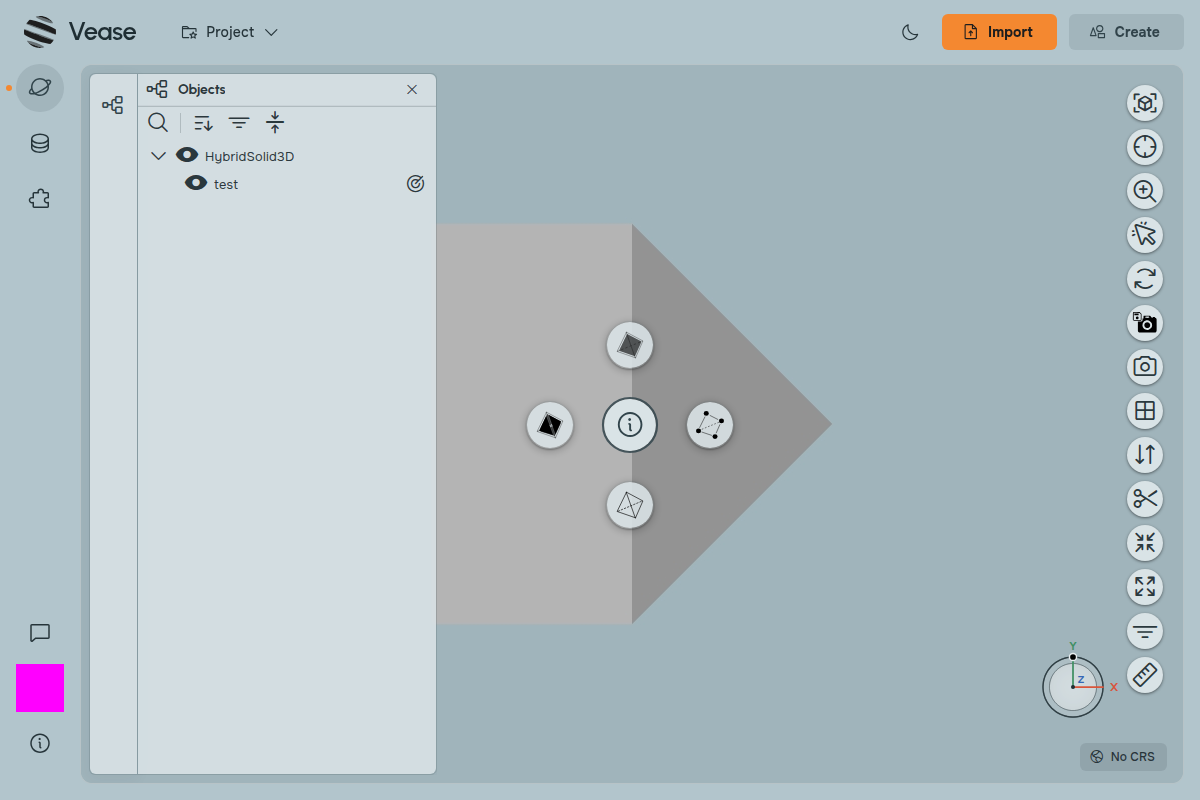 Vease
Project
Import
Create
Objects
HybridSolid3D
test
Y
Z
X
No CRS